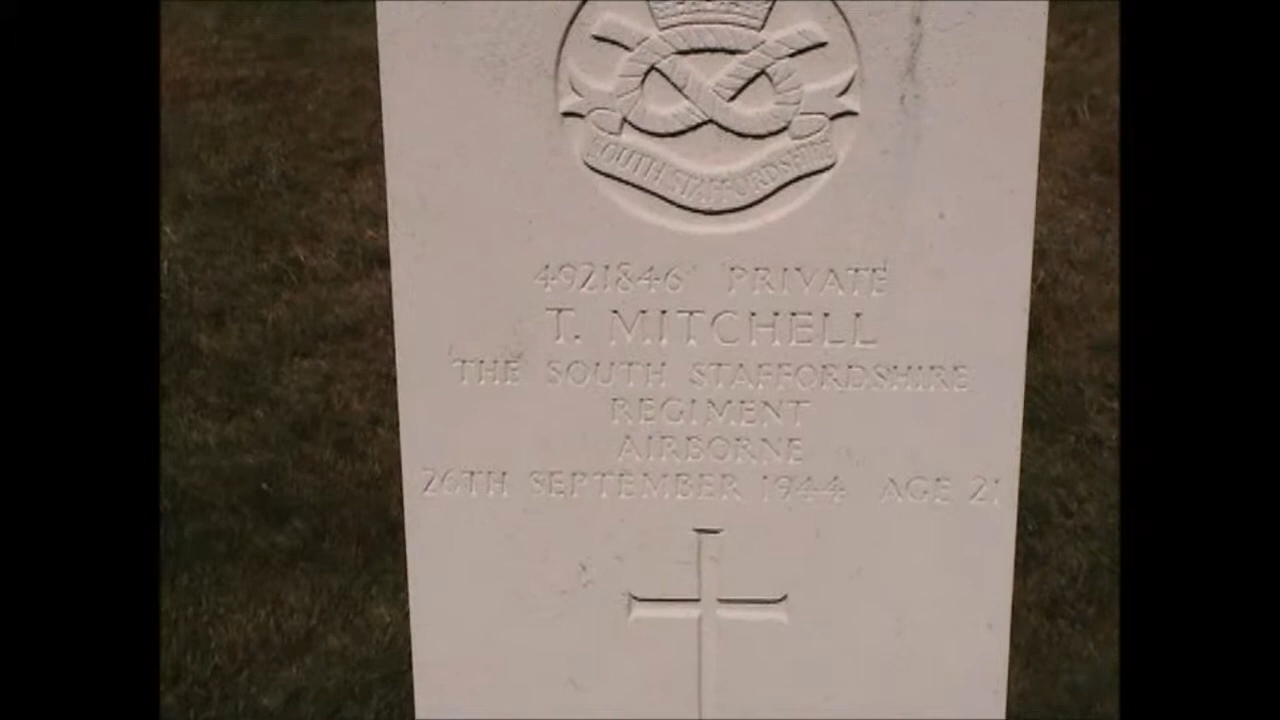 SOUTH STAFFORDSHIRE
4921846 PRIVATE
T. MITCHELL
THE SOUTH STAFFORDSHIRE
REGIMENT
AIRBORNE
26TH SEPTEMBER 1944 AGE 21